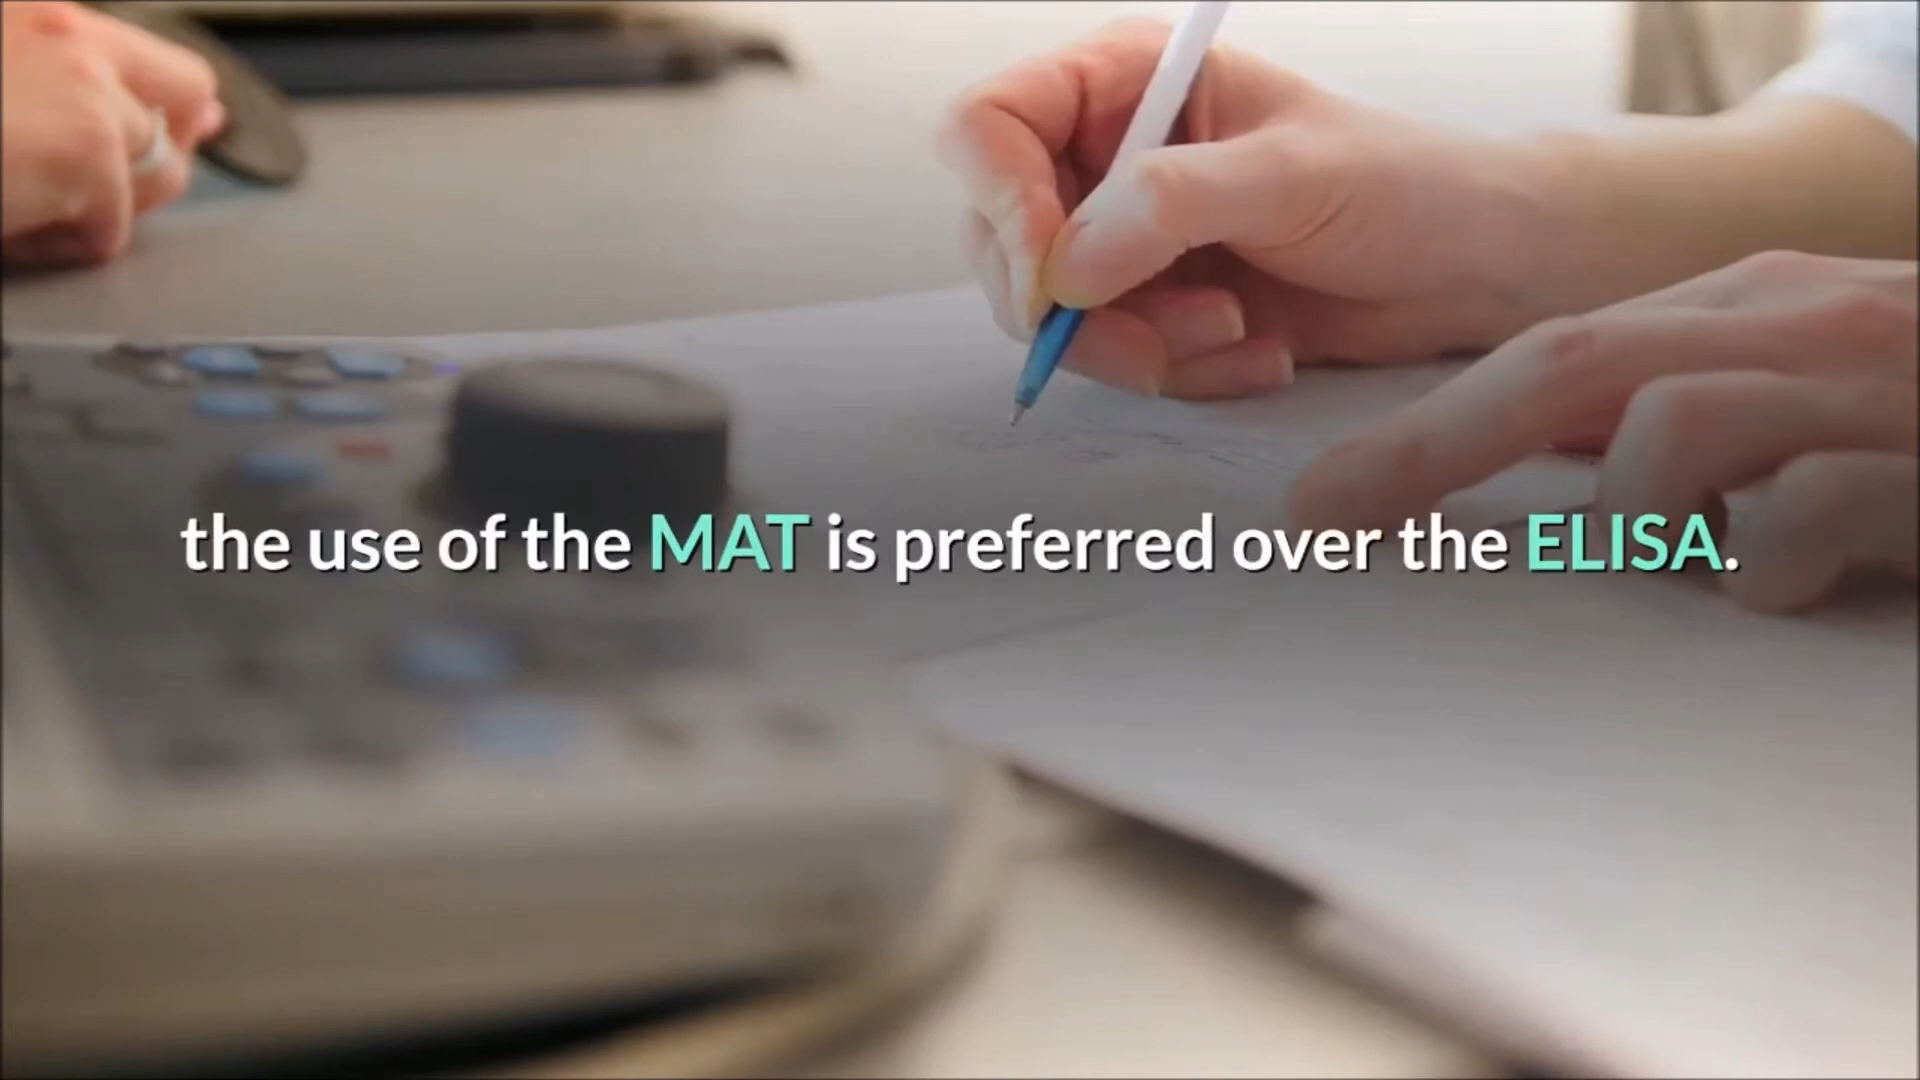 the use of the MAT is preferred over the ELISA.